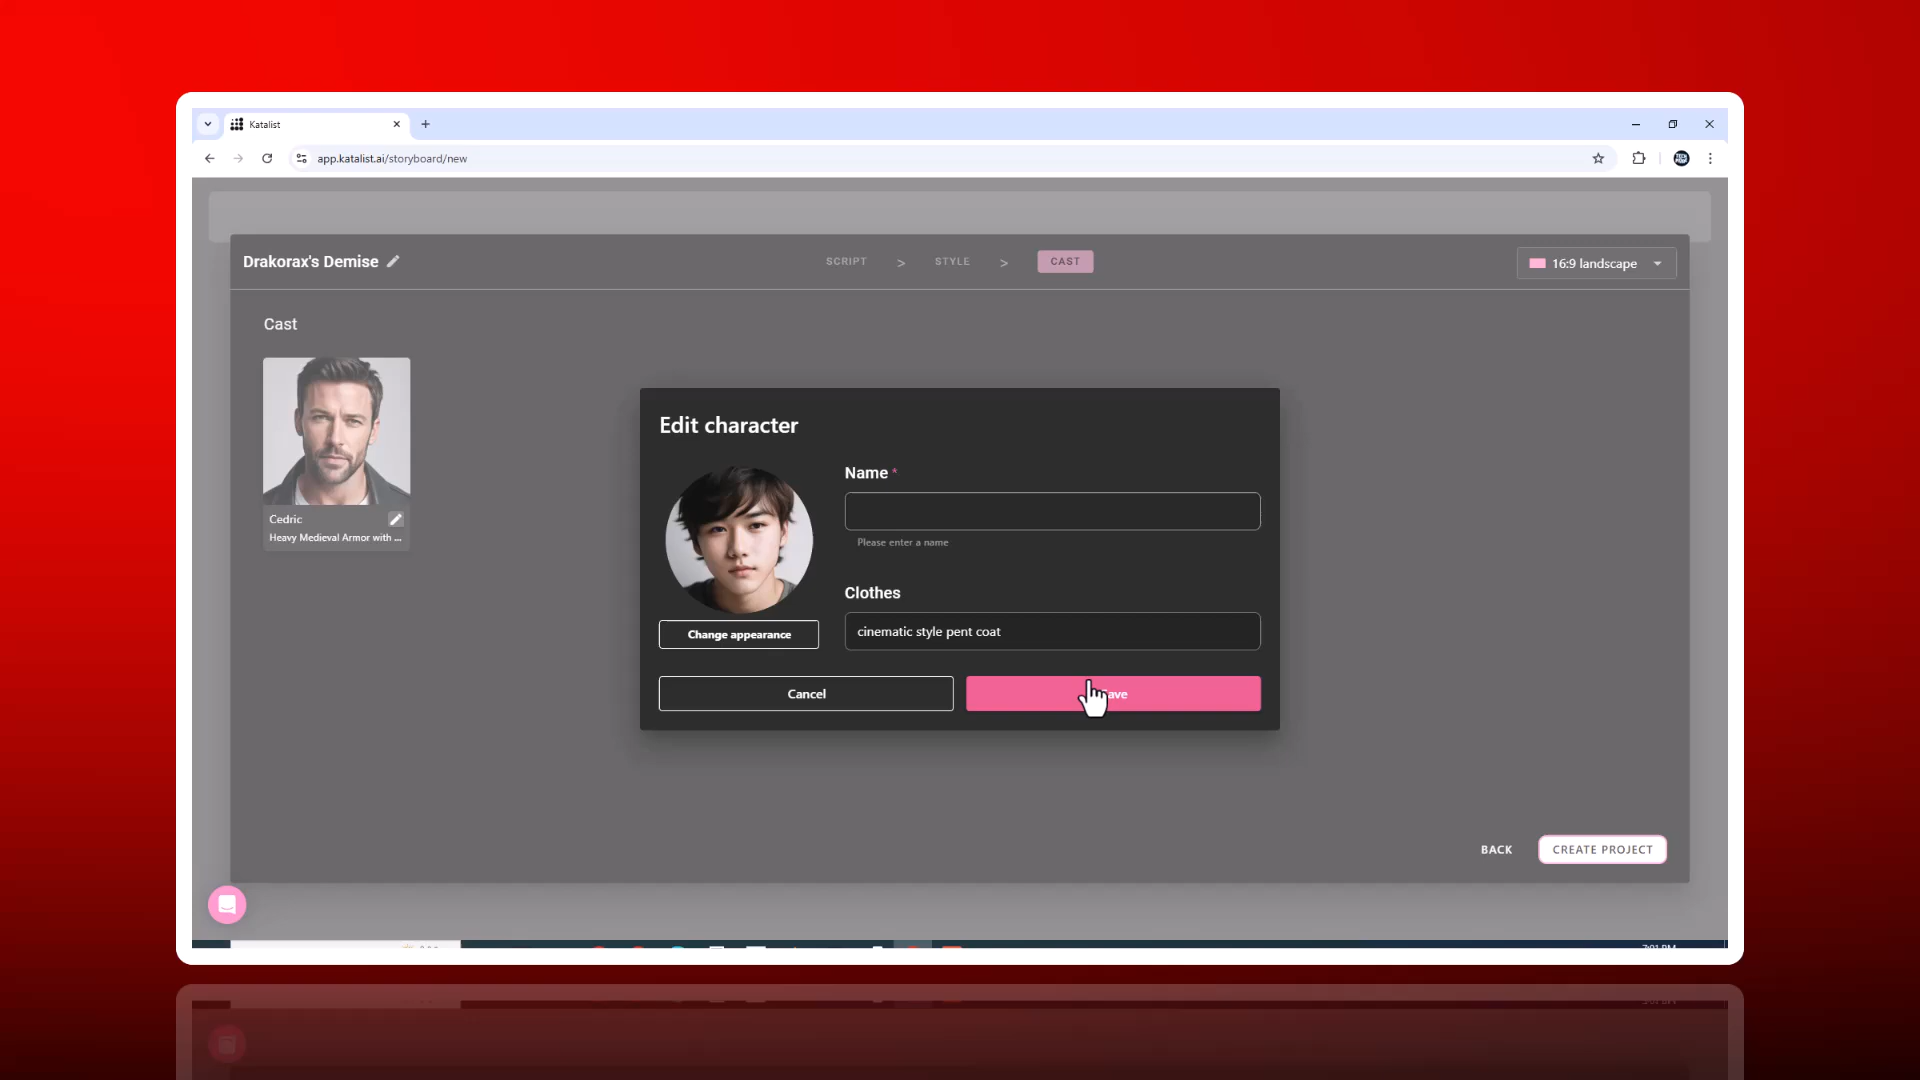 Katalist
app.katalist.ai/storyboard/new
Drakorax's Demise
SCRIPT > STYLE > CAST
16:9 landscape
Cast
Cedric
Heavy Medieval Armor with ...
Edit character
Name *
Please enter a name
Change appearance
Clothes
cinematic style pent coat
Cancel
BACK
CREATE PROJECT